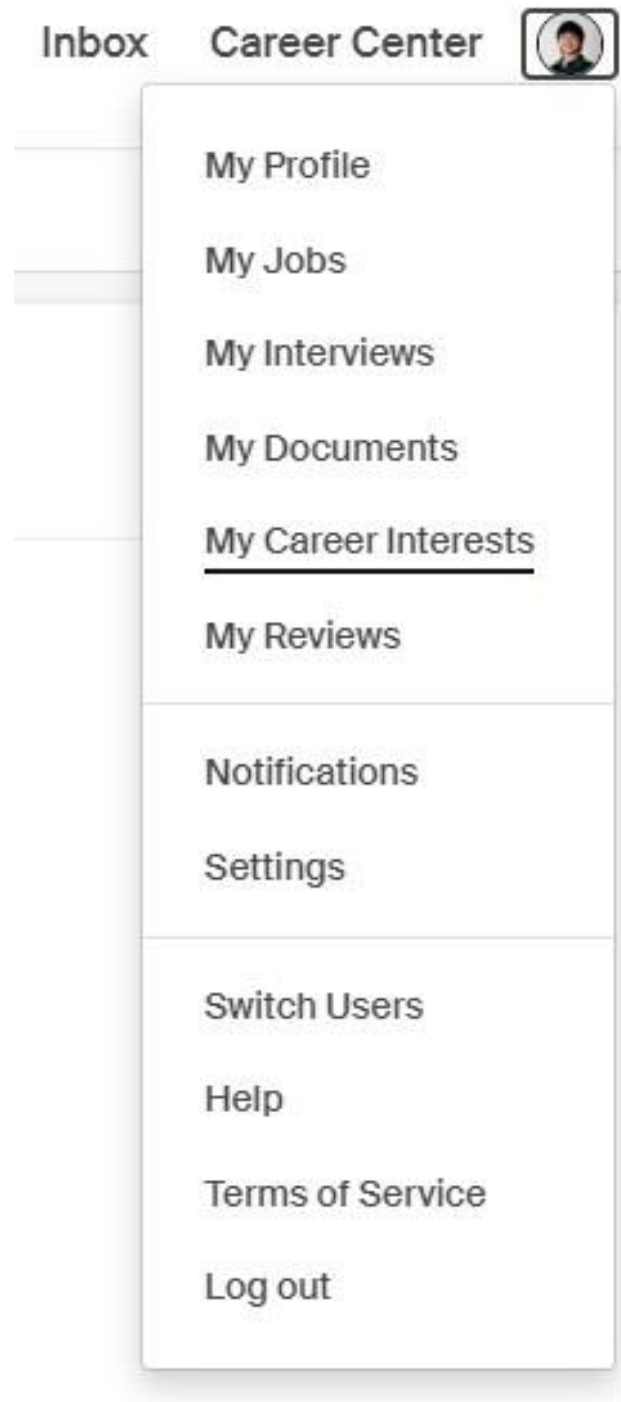 Inbox Career Center
My Profile
My Jobs
My Interviews
My Documents
My Career Interests
My Reviews
Notifications
Settings
Switch Users
Help
Terms of Service
Log out